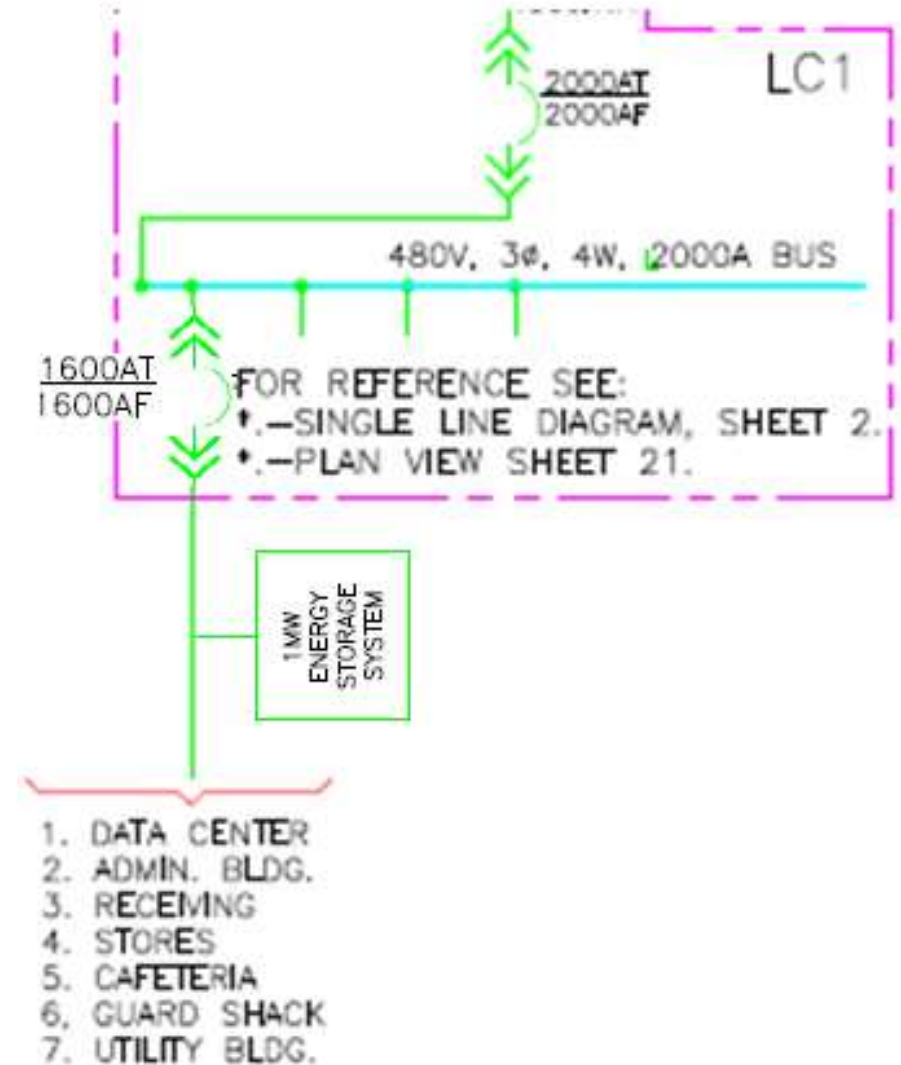 LC1
2000AT
2000AF
480V, 3ø, 4W, 2000A BUS
1600AT
1600AF
FOR REFERENCE SEE:
*.—SINGLE LINE DIAGRAM, SHEET 2.
*.—PLAN VIEW SHEET 21.
1MW
ENERGY
STORAGE
SYSTEM
1. DATA CENTER
2. ADMIN. BLDG.
3. RECEIVING
4. STORES
5. CAFETERIA
6. GUARD SHACK
7. UTILITY BLDG.